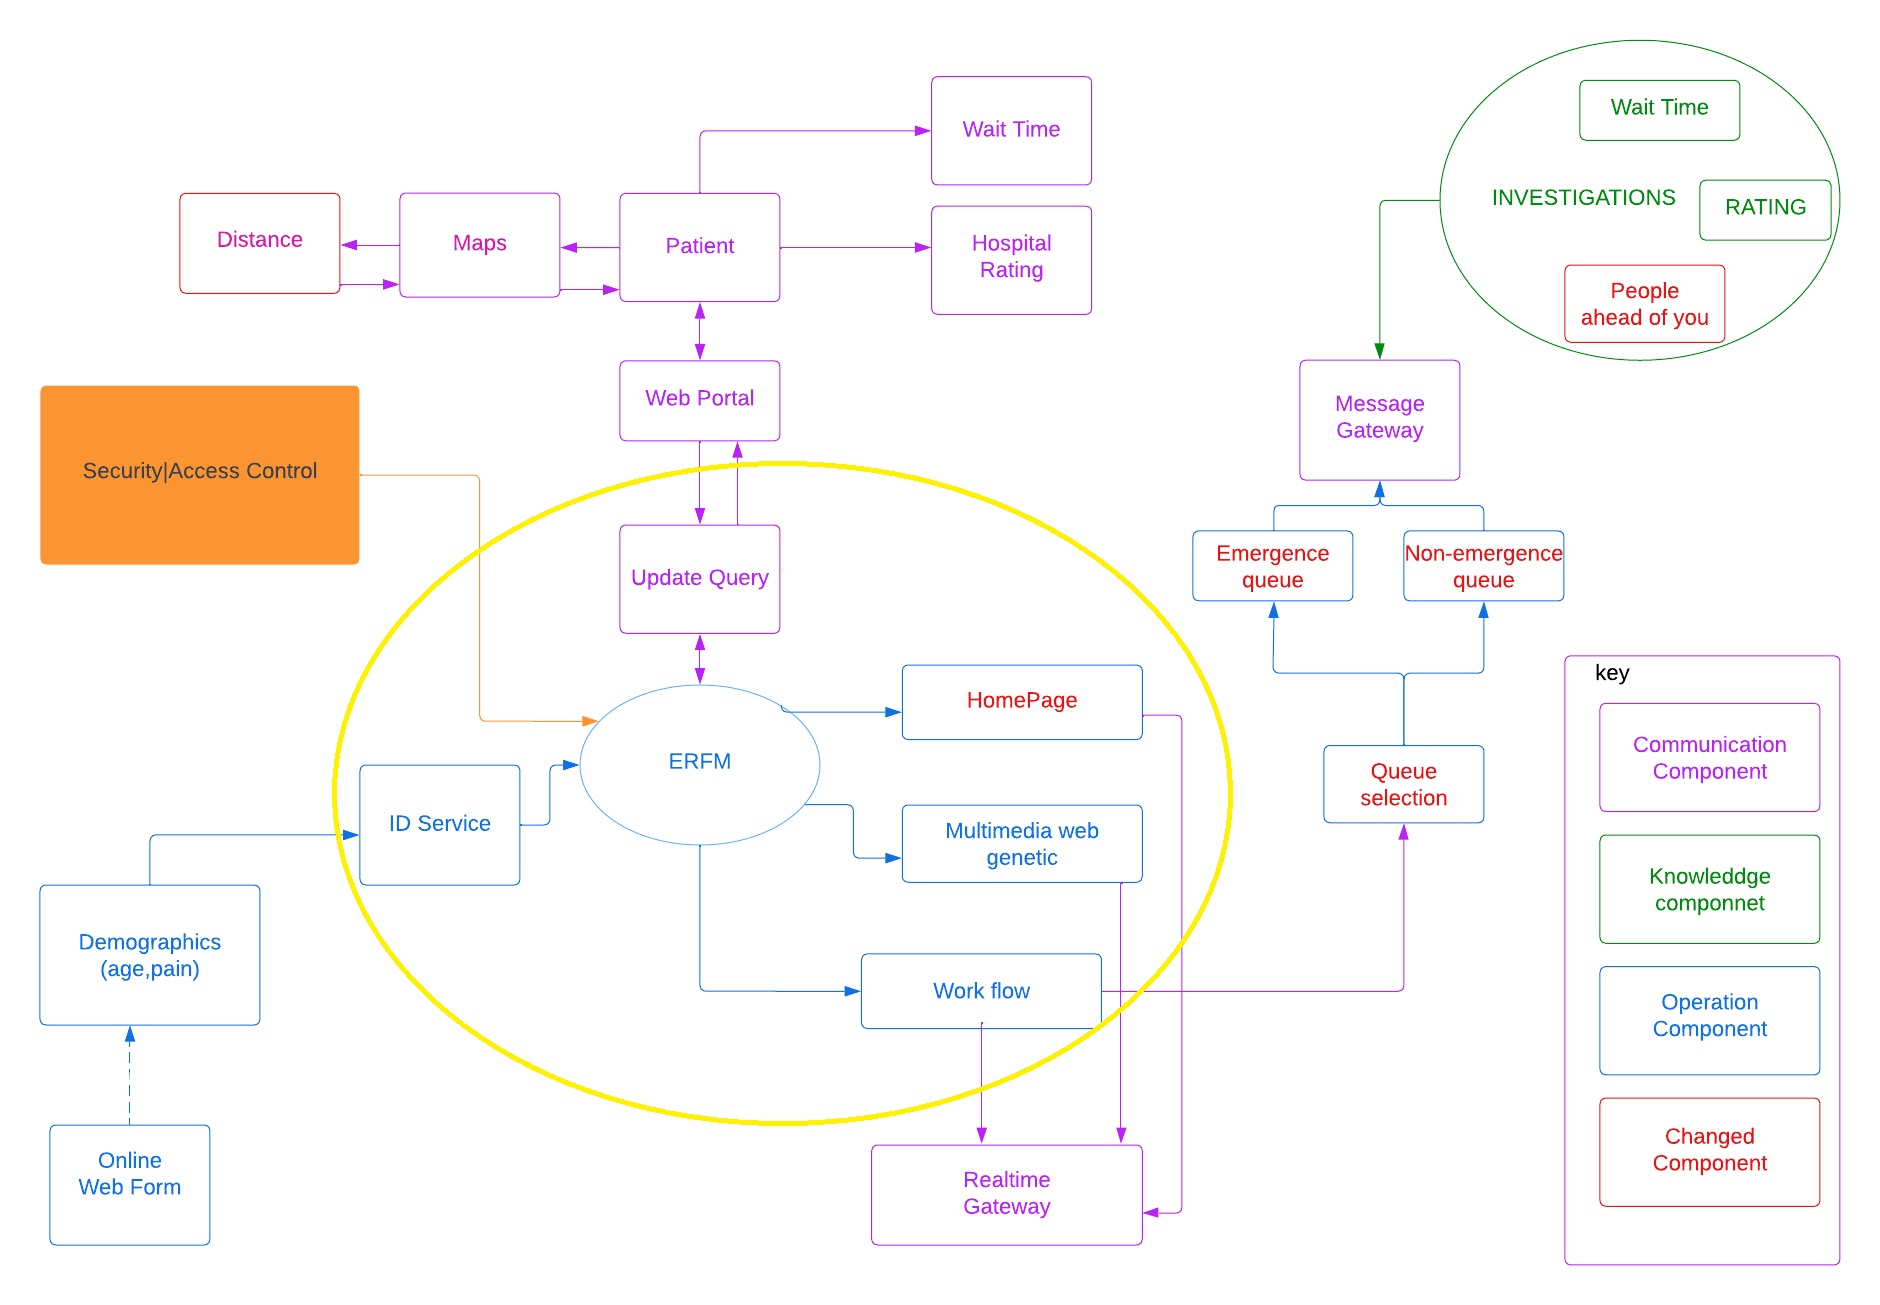 Wait Time
Wait Time
INVESTIGATIONS
RATING
Distance
Maps
Patient
Hospital
Rating
People
ahead of you
Web Portal
Message
Gateway
Security|Access Control
Update Query
Emergence
queue
Non-emergence
queue
key
HomePage
ERFM
Queue
selection
Communication
Component
ID Service
Multimedia web
genetic
Knowleddge
componnet
Demographics
(age,pain)
Work flow
Operation
Component
Online
Web Form
Realtime
Gateway
Changed
Component